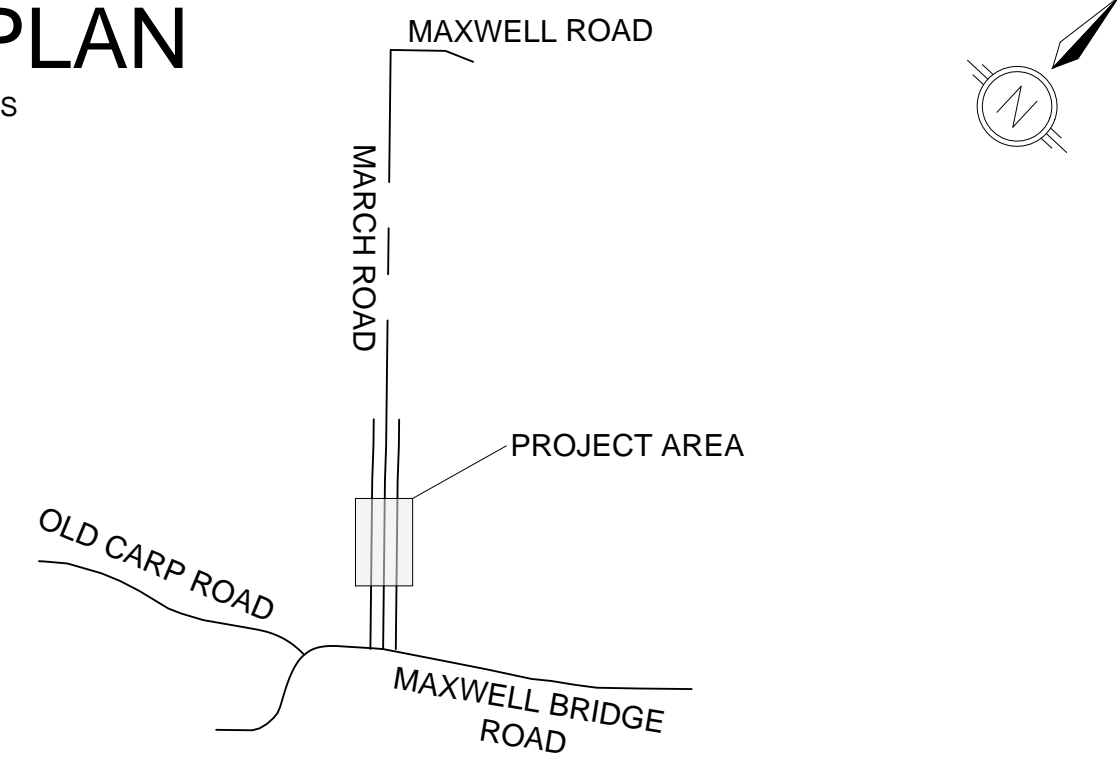 PLAN
MAXWELL ROAD
S
N
MARCH ROAD
PROJECT AREA
OLD CARP ROAD
MAXWELL BRIDGE
ROAD